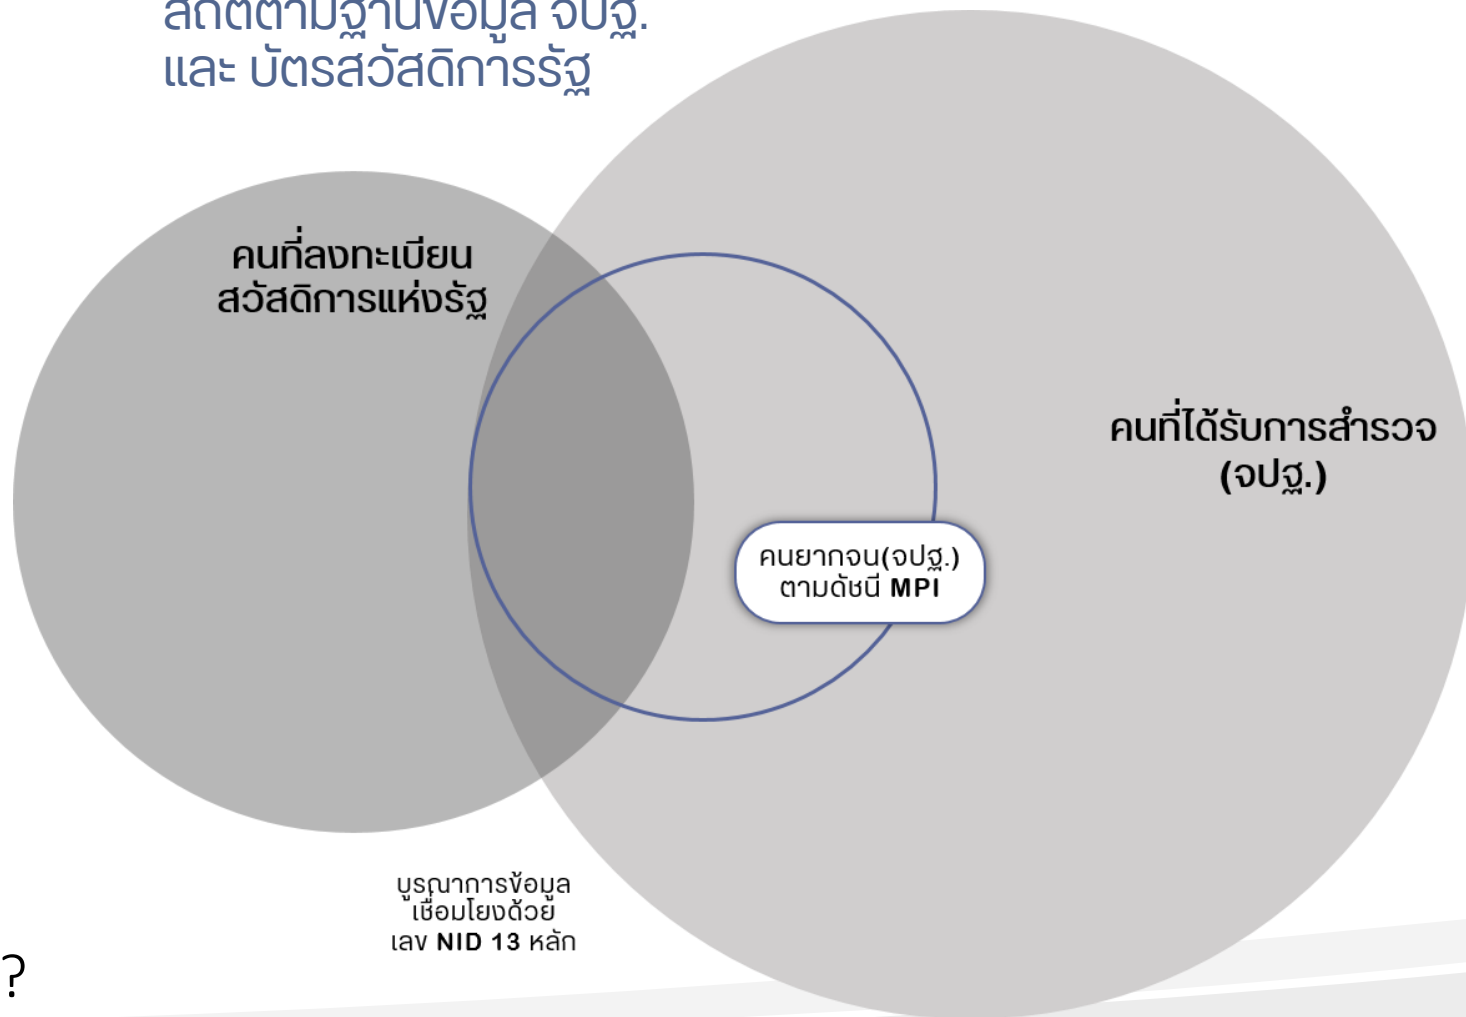 สถิติตามฐานข้อมูล จปฐ.
และ บัตรสวัสดิการรัฐ
คนที่ลงทะเบียน
สวัสดิการแห่งรัฐ
คนที่ได้รับการสำรวจ
(จปฐ.)
คนยากจน(จปฐ.)
ตามดัชนี MPI
บูรณาการข้อมูล
เชื่อมโยงด้วย
เลข NID 13 หลัก
?